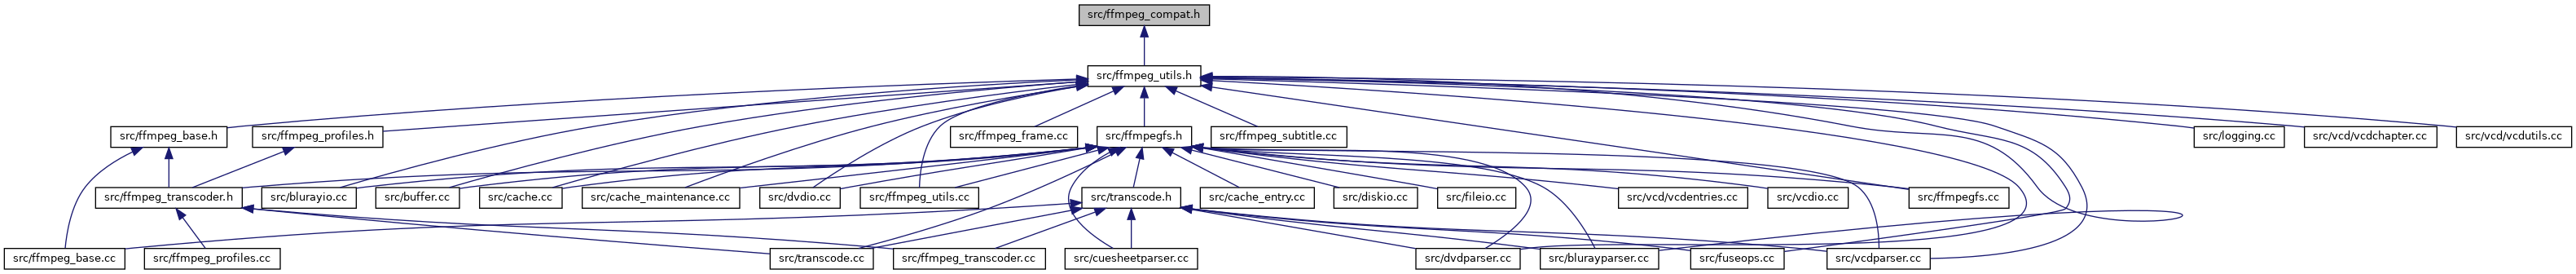 src/ffmpeg_compat.h
src/ffmpeg_utils.h
src/ffmpeg_base.h
src/ffmpeg_profiles.h
src/ffmpeg_frame.cc
src/ffmpegfs.h
src/ffmpeg_subtitle.cc
src/logging.cc
src/vcd/vcdchapter.cc
src/vcd/vcdutils.cc
src/ffmpeg_transcoder.h
src/blurayio.cc
src/buffer.cc
src/cache.cc
src/cache_maintenance.cc
src/dvdio.cc
src/ffmpeg_utils.cc
src/transcode.h
src/cache_entry.cc
src/diskio.cc
src/fileio.cc
src/vcd/vcdentries.cc
src/vcdio.cc
src/ffmpegfs.cc
src/ffmpeg_base.cc
src/ffmpeg_profiles.cc
src/transcode.cc
src/ffmpeg_transcoder.cc
src/cuesheetparser.cc
src/dvdparser.cc
src/blurayparser.cc
src/fuseops.cc
src/vcdparser.cc